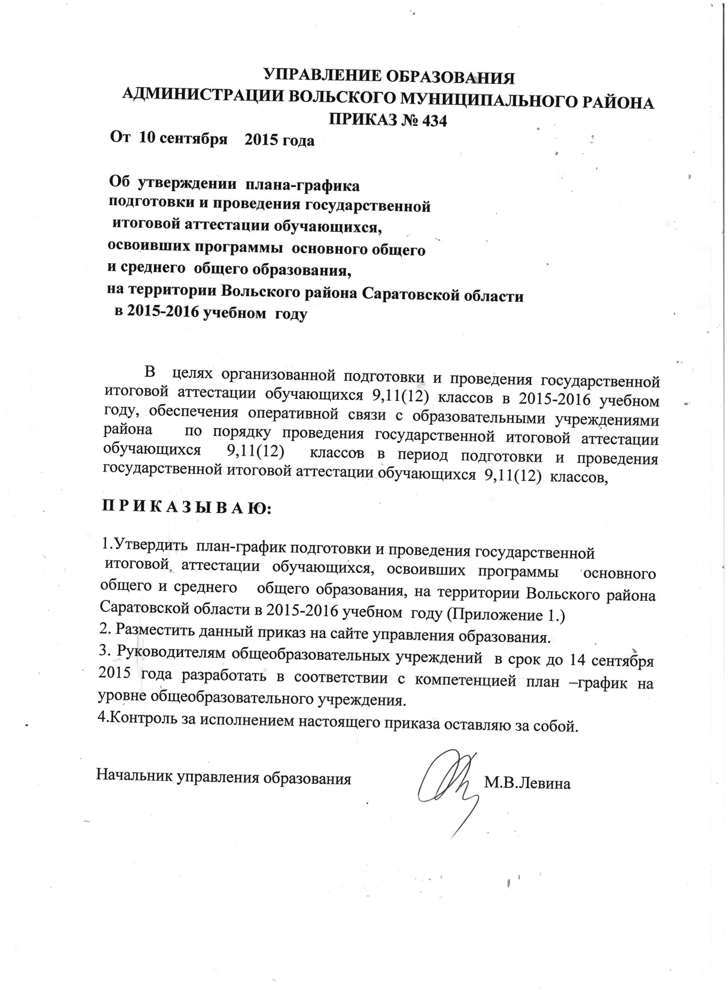 УПРАВЛЕНИЕ ОБРАЗОВАНИЯ
АДМИНИСТРАЦИИ ВОЛЬСКОГО МУНИЦИПАЛЬНОГО РАЙОНА
ПРИКАЗ № 434
От 10 сентября 2015 года
Об утверждении плана-графика
подготовки и проведения государственной
итоговой аттестации обучающихся,
освоивших программы основного общего
и среднего общего образования,
на территории Вольского района Саратовской области
в 2015-2016 учебном году
В целях организованной подготовки и проведения государственной
итоговой аттестации обучающихся 9,11(12) классов в 2015-2016 учебном
году, обеспечения оперативной связи с образовательными учреждениями
района по порядку проведения государственной итоговой аттестации
обучающихся 9,11(12) классов в период подготовки и проведения
государственной итоговой аттестации обучающихся 9,11(12) классов,
П Р И К А З Ы В А Ю:
1.Утвердить план-график подготовки и проведения государственной
итоговой аттестации обучающихся, освоивших программы основного
общего и среднего общего образования, на территории Вольского района
Саратовской области в 2015-2016 учебном году (Приложение 1.)
2. Разместить данный приказ на сайте управления образования.
3. Руководителям общеобразовательных учреждений в срок до 14 сентября
2015 года разработать в соответствии с компетенцией план –график на
уровне общеобразовательного учреждения.
4.Контроль за исполнением настоящего приказа оставляю за собой.
Начальник управления образования М.В.Левина